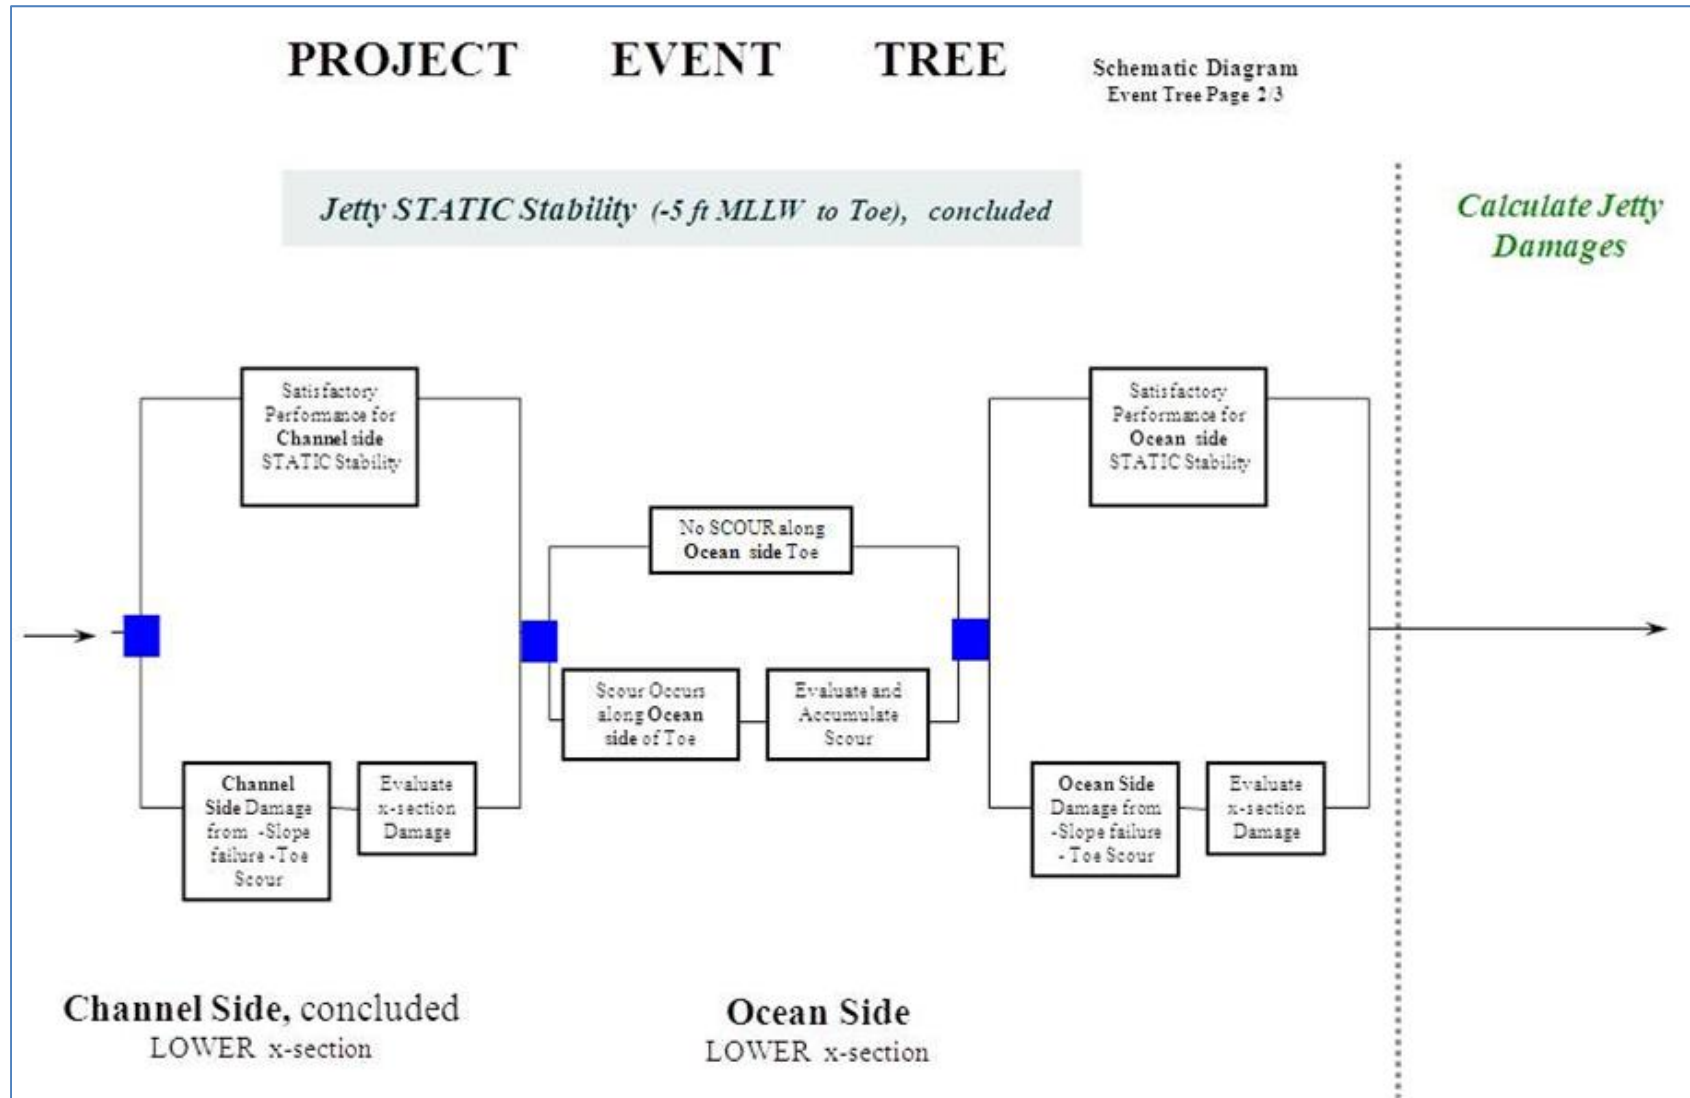 PROJECT EVENT TREE
Schematic Diagram
Event Tree Page 2/3
Jetty STATIC Stability (-5 ft MLLW to Toe), concluded
Calculate Jetty
Damages
Satisfactory
Performance for
Channel side
STATIC Stability
Satisfactory
Performance for
Ocean side
STATIC Stability
No SCOUR along
Ocean side Toe
Scour Occurs
along Ocean
side of Toe
Evaluate and
Accumulate
Scour
Channel
Side Damage
from -Slope
failure -Toe
Scour
Evaluate
x-section
Damage
Ocean Side
Damage from
-Slope failure
- Toe Scour
Evaluate
x-section
Damage
Channel Side, concluded
LOWER x-section
Ocean Side
LOWER x-section